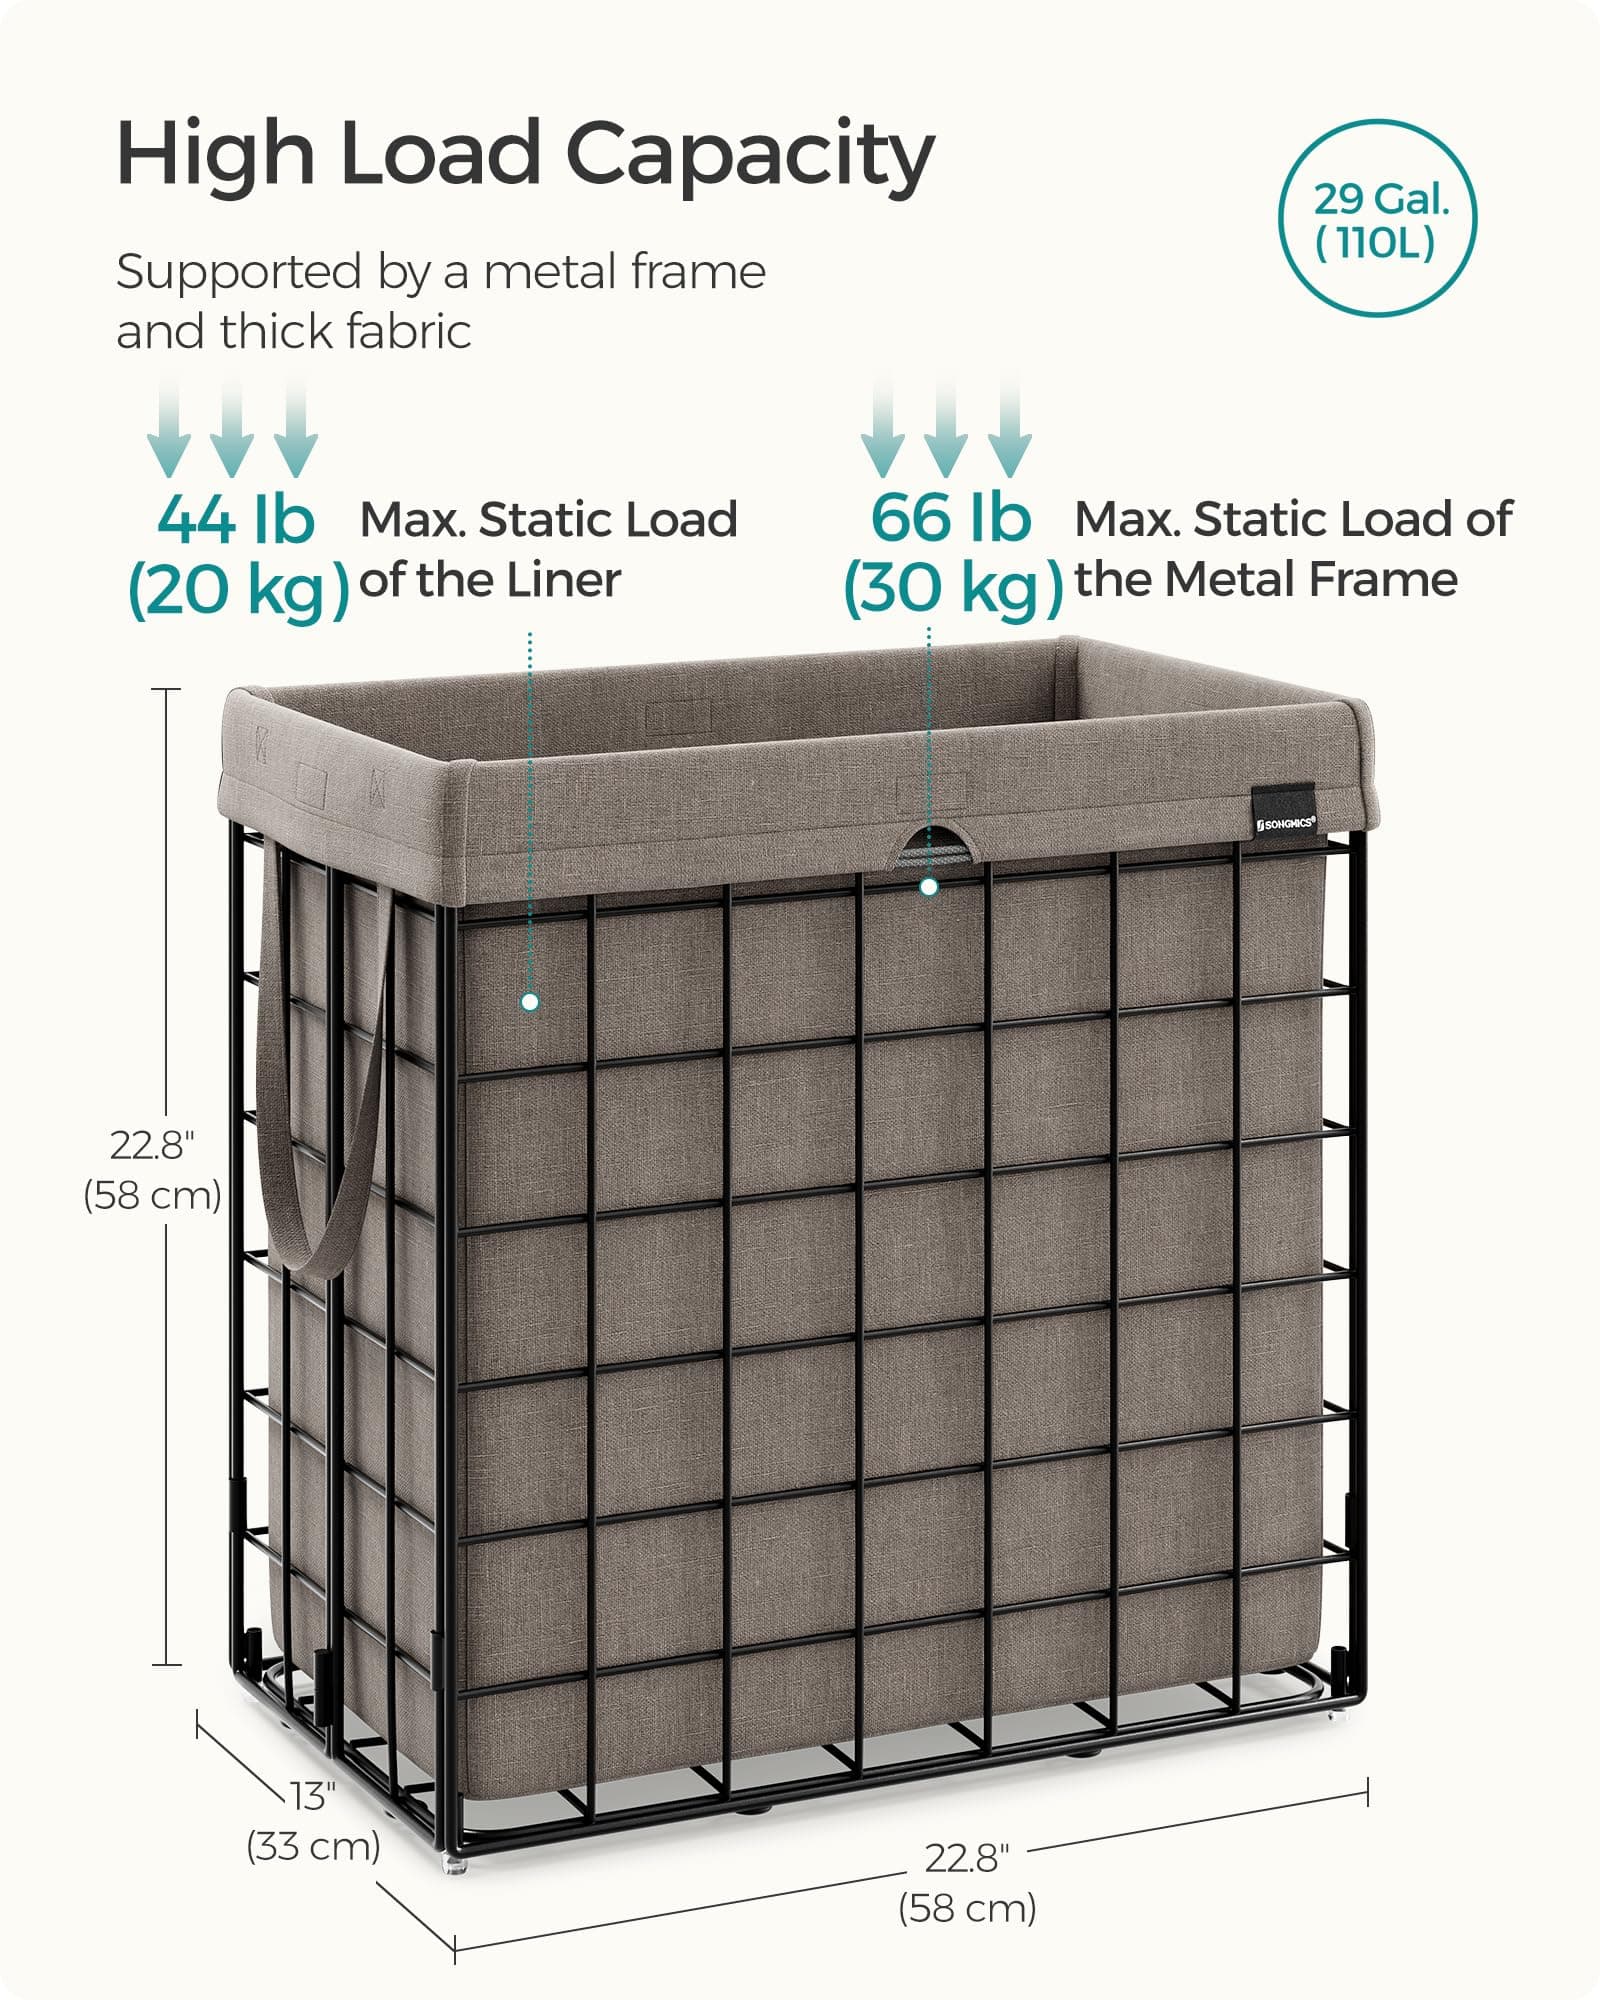 High Load Capacity
29 Gal.
( 110L)
Supported by a metal frame
and thick fabric
44 lb
(20 kg)
Max. Static Load
of the Liner
66 lb
(30 kg)
Max. Static Load of
the Metal Frame
SONGMICS®
22.8"
(58 cm)
13"
(33 cm)
22.8"
(58 cm)